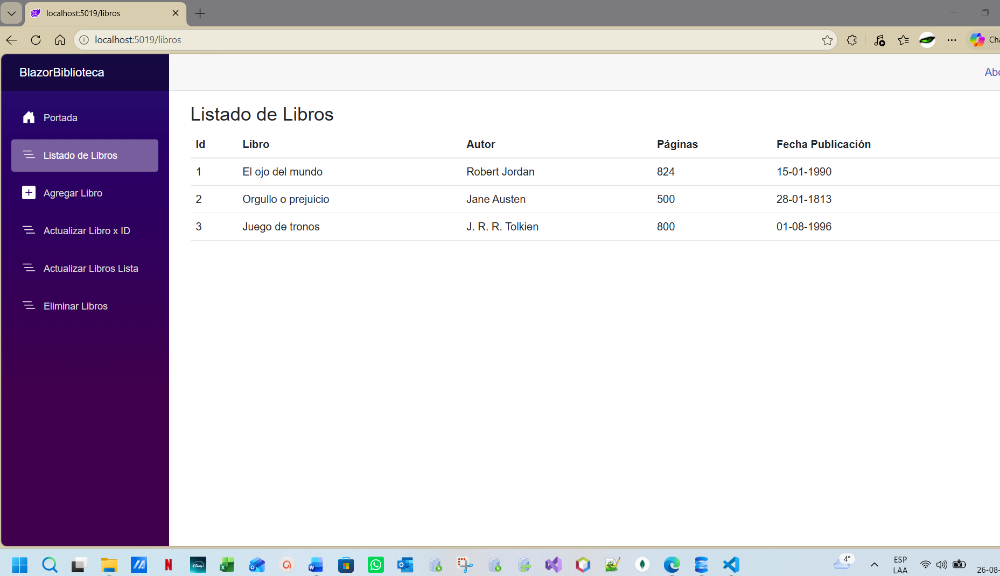 localhost:5019/libros
localhost:5019/libros
Cha
BlazorBiblioteca
Abo
Portada
Listado de Libros
Agregar Libro
Actualizar Libro x ID
Actualizar Libros Lista
Eliminar Libros
Listado de Libros
Id Libro Autor Páginas Fecha Publicación
1 El ojo del mundo Robert Jordan 824 15-01-1990
2 Orgullo o prejuicio Jane Austen 500 28-01-1813
3 Juego de tronos J. R. R. Tolkien 800 01-08-1996
4°
ESP
LAA
26-08-